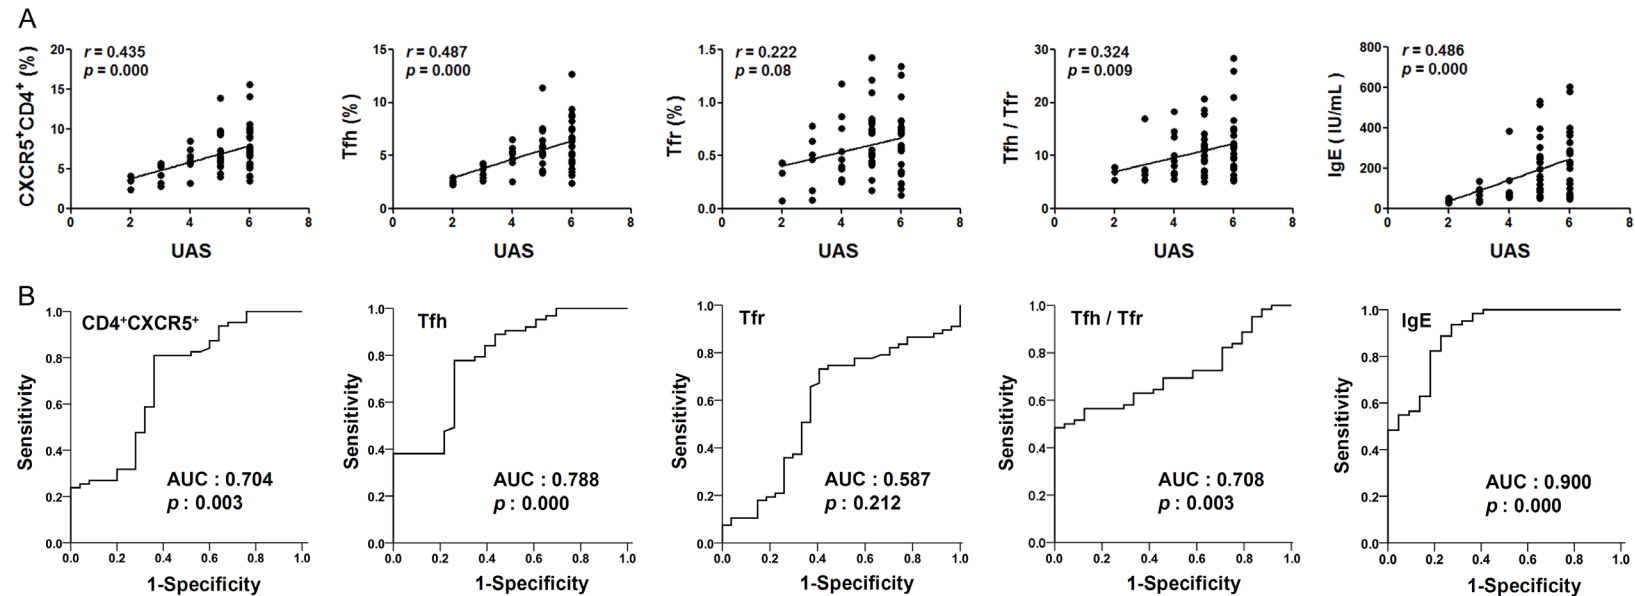 A
r = 0.435
p = 0.000
CXCR5+CD4+ (%)
20
15
10
5
0
0 2 4 6 8
UAS
r = 0.487
p = 0.000
Tfh (%)
15
10
5
0
0 2 4 6 8
UAS
r = 0.222
p = 0.08
Tfr (%)
1.5
1.0
0.5
0.0
0 2 4 6 8
UAS
r = 0.324
p = 0.009
Tfh / Tfr
30
20
10
0
0 2 4 6 8
UAS
r = 0.486
p = 0.000
IgE ( IU/mL)
800
600
400
200
0
0 2 4 6 8
UAS
B
CD4+CXCR5+
Sensitivity
1.0
0.8
0.6
0.4
0.2
0.0
AUC : 0.704
p : 0.003
0.0 0.2 0.4 0.6 0.8 1.0
1-Specificity
Tfh
Sensitivity
1.0
0.8
0.6
0.4
0.2
0.0
AUC : 0.788
p : 0.000
0.0 0.2 0.4 0.6 0.8 1.0
1-Specificity
Tfr
Sensitivity
1.0
0.8
0.6
0.4
0.2
0.0
AUC : 0.587
p : 0.212
0.0 0.2 0.4 0.6 0.8 1.0
1-Specificity
Tfh / Tfr
Sensitivity
1.0
0.8
0.6
0.4
0.2
0.0
AUC : 0.708
p : 0.003
0.0 0.2 0.4 0.6 0.8 1.0
1-Specificity
IgE
Sensitivity
1.0
0.8
0.6
0.4
0.2
0.0
AUC : 0.900
p : 0.000
0.0 0.2 0.4 0.6 0.8 1.0
1-Specificity